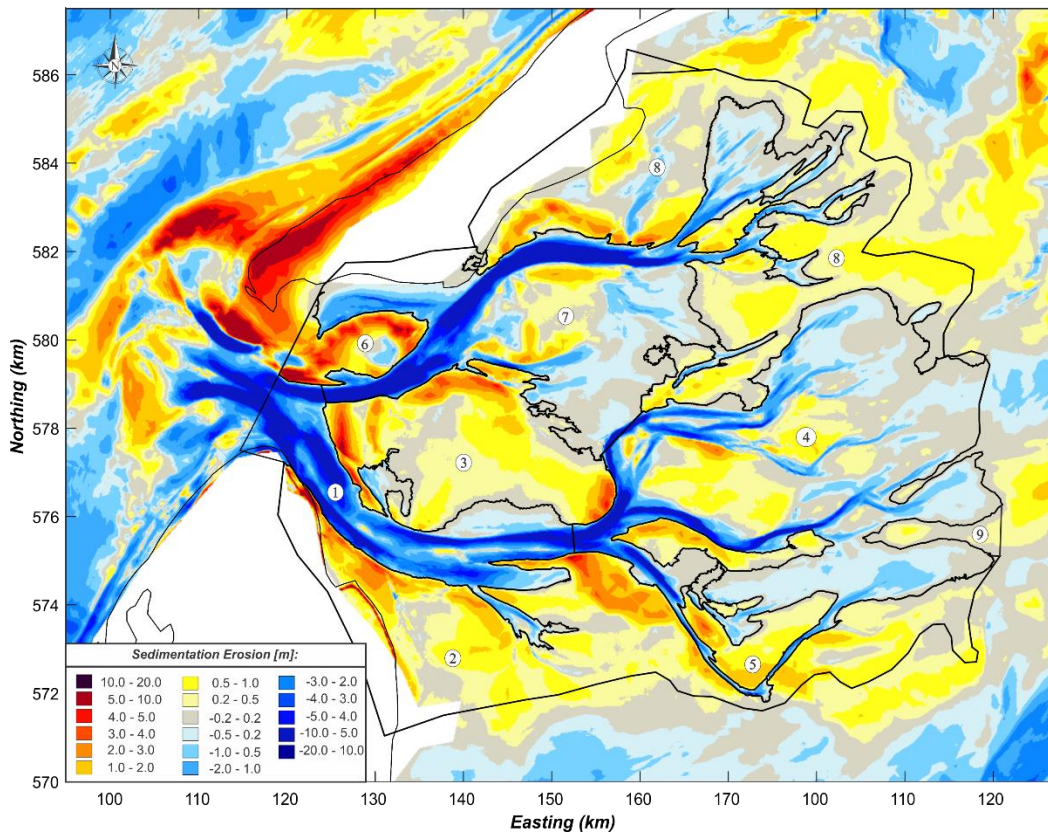 N
586
584
582
580
578
576
574
572
570
Northing (km)
8
8
7
6
4
3
1
9
5
2
Sedimentation Erosion [m]:
10.0 - 20.0 0.5 - 1.0 -3.0 - 2.0
5.0 - 10.0 0.2 - 0.5 -4.0 - 3.0
4.0 - 5.0 -0.2 - 0.2 -5.0 - 4.0
3.0 - 4.0 -0.5 - 0.2 -10.0 - 5.0
2.0 - 3.0 -1.0 - 0.5 -20.0 - 10.0
1.0 - 2.0 -2.0 - 1.0
100 110 120 130 140 150 160 170 100 110 120
Easting (km)